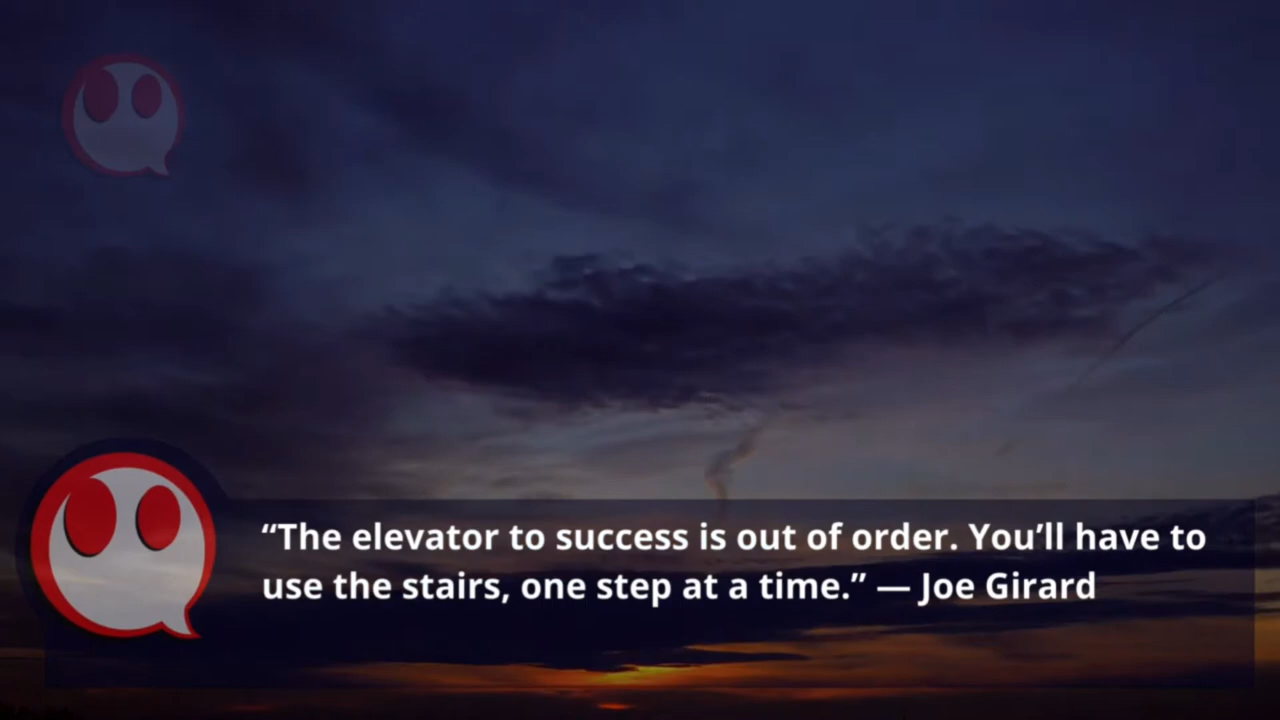 “The elevator to success is out of order. You’ll have to
use the stairs, one step at a time.” — Joe Girard